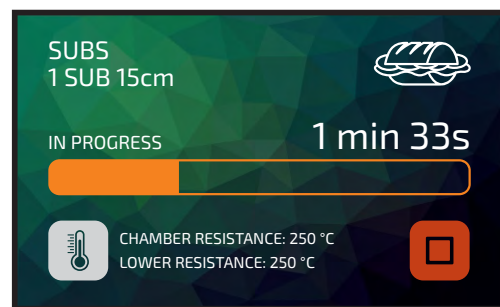 SUBS
1 SUB 15cm
IN PROGRESS
1 min 33s
CHAMBER RESISTANCE: 250 °C
LOWER RESISTANCE: 250 °C